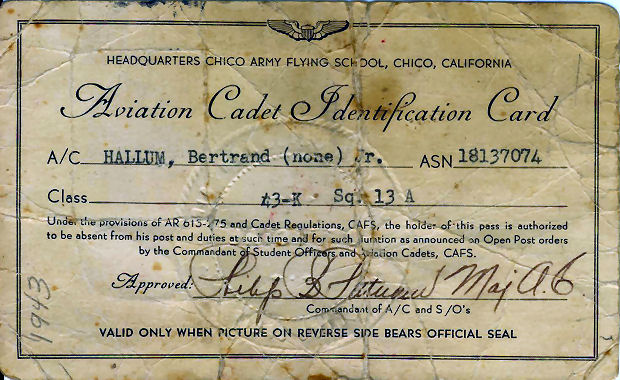 HEADQUARTERS CHICO ARMY FLYING SCHOOL, CHICO, CALIFORNIA
Aviation Cadet Identification Card
A/C HALLUM, Bertrand (none) Jr. ASN 18137074
Class 43-K Sq. 13 A
Under the provisions of AR 615-275 and Cadet Regulations, CAFS, the holder of this pass is authorized
to be absent from his post and duties at such time and for such duration as announced on Open Post orders
by the Commandant of Student Officers and Aviation Cadets, CAFS.
Approved: Maj A.C.
Commandant of A/C and S/O's
VALID ONLY WHEN PICTURE ON REVERSE SIDE BEARS OFFICIAL SEAL
1943